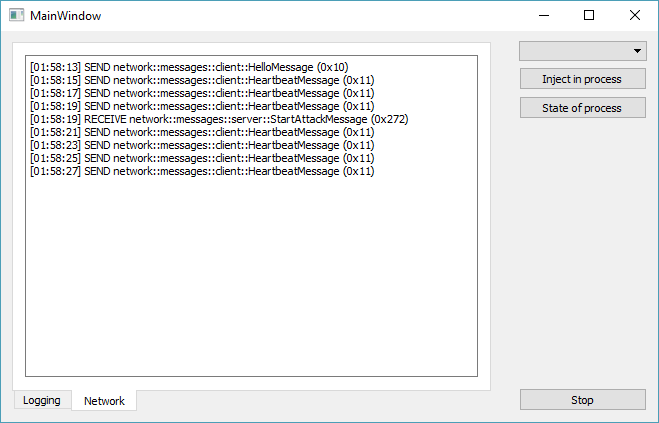 MainWindow
[01:58:13] SEND network::messages::client::HelloMessage (0x10)
[01:58:15] SEND network::messages::client::HeartbeatMessage (0x11)
[01:58:17] SEND network::messages::client::HeartbeatMessage (0x11)
[01:58:19] SEND network::messages::client::HeartbeatMessage (0x11)
[01:58:19] RECEIVE network::messages::server::StartAttackMessage (0x272)
[01:58:21] SEND network::messages::client::HeartbeatMessage (0x11)
[01:58:23] SEND network::messages::client::HeartbeatMessage (0x11)
[01:58:25] SEND network::messages::client::HeartbeatMessage (0x11)
[01:58:27] SEND network::messages::client::HeartbeatMessage (0x11)
Inject in process
State of process
Logging
Network
Stop